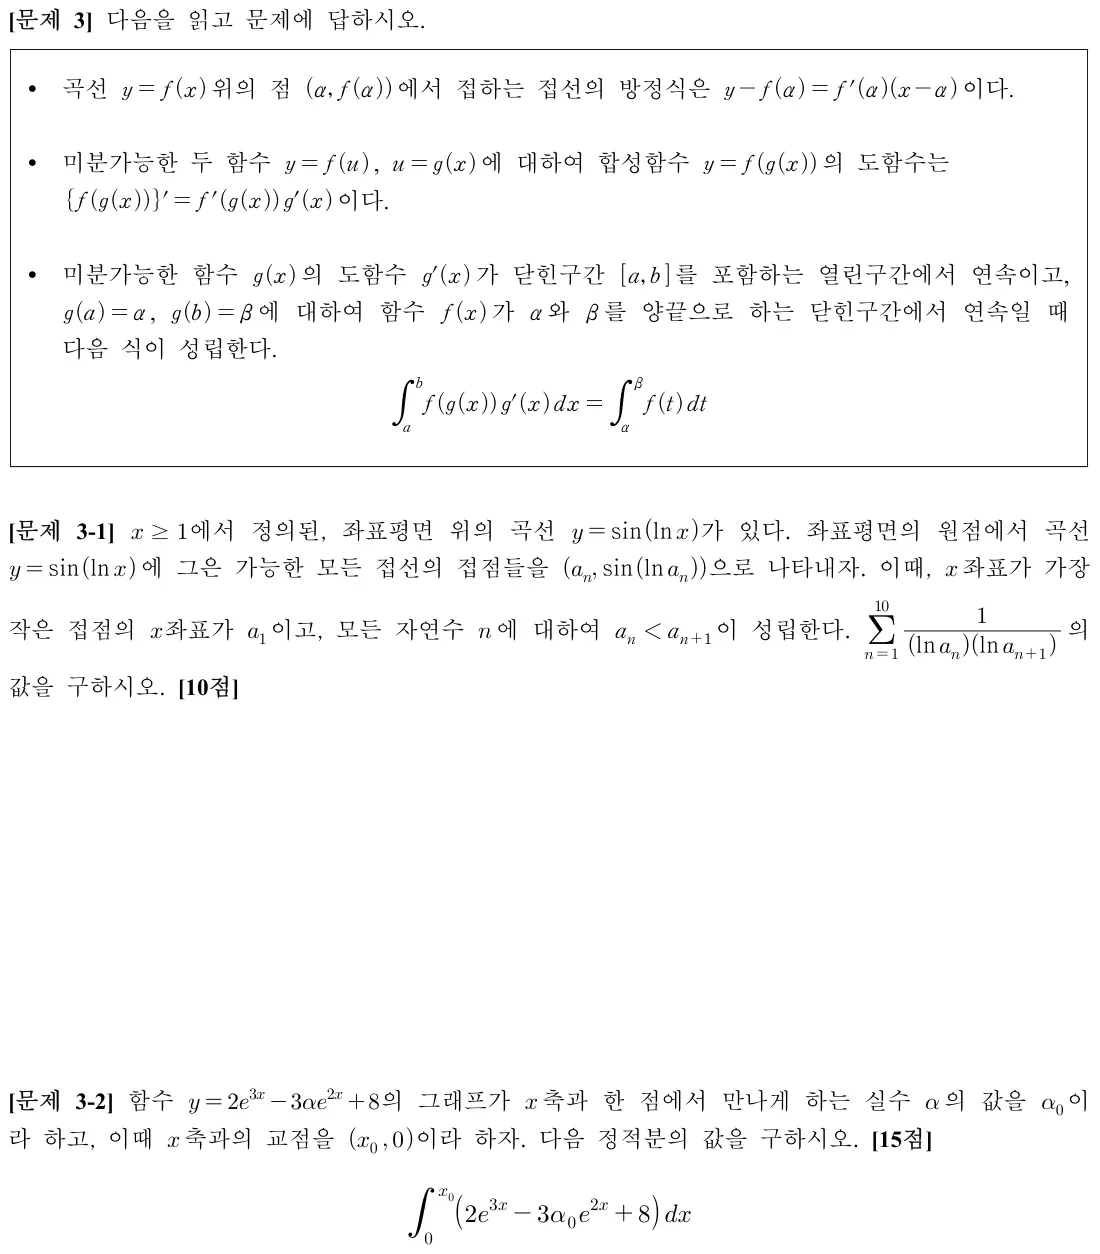 [문제 3] 다음을 읽고 문제에 답하시오.
• 곡선 y=f(x)위의 점 (α, f(α))에서 접하는 접선의 방정식은 y−f(α)=f′(α)(x−α)이다.
• 미분가능한 두 함수 y=f(u), u=g(x)에 대하여 합성함수 y=f(g(x))의 도함수는
{f(g(x))}′=f′(g(x))g′(x)이다.
• 미분가능한 함수 g(x)의 도함수 g′(x)가 닫힌구간 [a,b]를 포함하는 열린구간에서 연속이고,
g(a)=α, g(b)=β에 대하여 함수 f(x)가 α와 β를 양끝으로 하는 닫힌구간에서 연속일 때
다음 식이 성립한다.
∫_a^b f(g(x))g′(x)dx = ∫_α^β f(t)dt
[문제 3-1] x≥1에서 정의된, 좌표평면 위의 곡선 y=sin(ln x)가 있다. 좌표평면의 원점에서 곡선
y=sin(ln x)에 그은 가능한 모든 접선의 접점들을 (a_n, sin(ln a_n))으로 나타내자. 이때, x좌표가 가장
작은 접점의 x좌표가 a_1이고, 모든 자연수 n에 대하여 a_n < a_{n+1}이 성립한다. ∑_{n=1}^{10} 1/((ln a_n)(ln a_{n+1}))의
값을 구하시오. [10점]
[문제 3-2] 함수 y=2e^{3x}−3αe^{2x}+8의 그래프가 x축과 한 점에서 만나게 하는 실수 α의 값을 α_0이
라 하고, 이때 x축과의 교점을 (x_0, 0)이라 하자. 다음 정적분의 값을 구하시오. [15점]
∫_0^{x_0} (2e^{3x}−3α_0e^{2x}+8)dx